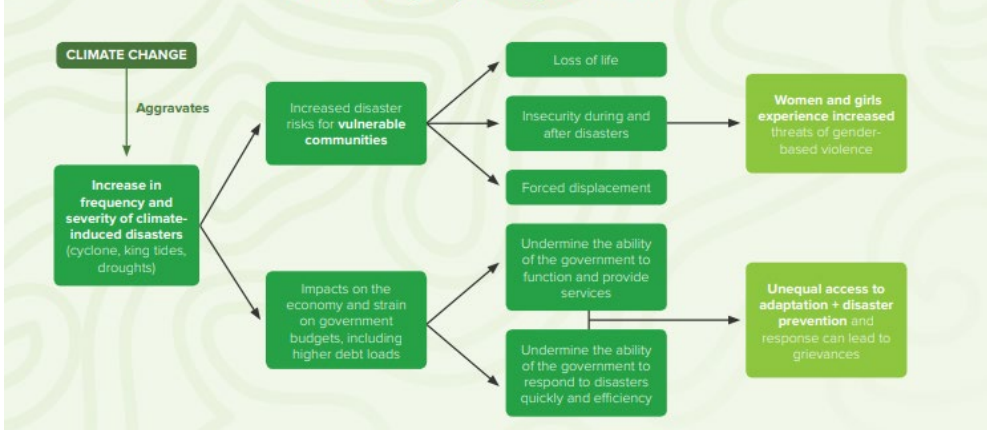 CLIMATE CHANGE
Aggravates
Increase in
frequency and
severity of climate-
induced disasters
(cyclone, king tides,
droughts)
Increased disaster
risks for vulnerable
communities
Impacts on the
economy and strain
on government
budgets, including
higher debt loads
Loss of life
Insecurity during and
after disasters
Forced displacement
Undermine the ability
of the government to
function and provide
services
Undermine the ability
of the government to
respond to disasters
quickly and efficiency
Women and girls
experience increased
threats of gender-
based violence
Unequal access to
adaptation + disaster
prevention and
response can lead to
grievances